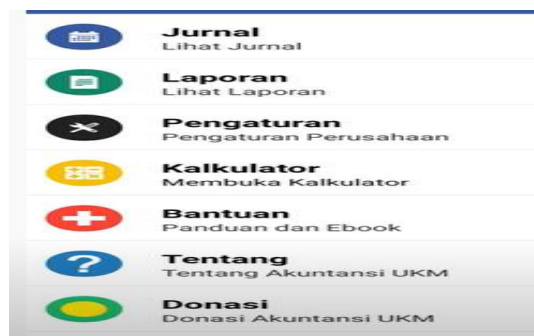 Jurnal
Lihat Jurnal
Laporan
Lihat Laporan
Pengaturan
Pengaturan Perusahaan
Kalkulator
Membuka Kalkulator
Bantuan
Panduan dan Ebook
Tentang
Tentang Akuntansi UKM
Donasi
Donasi Akuntansi UKM